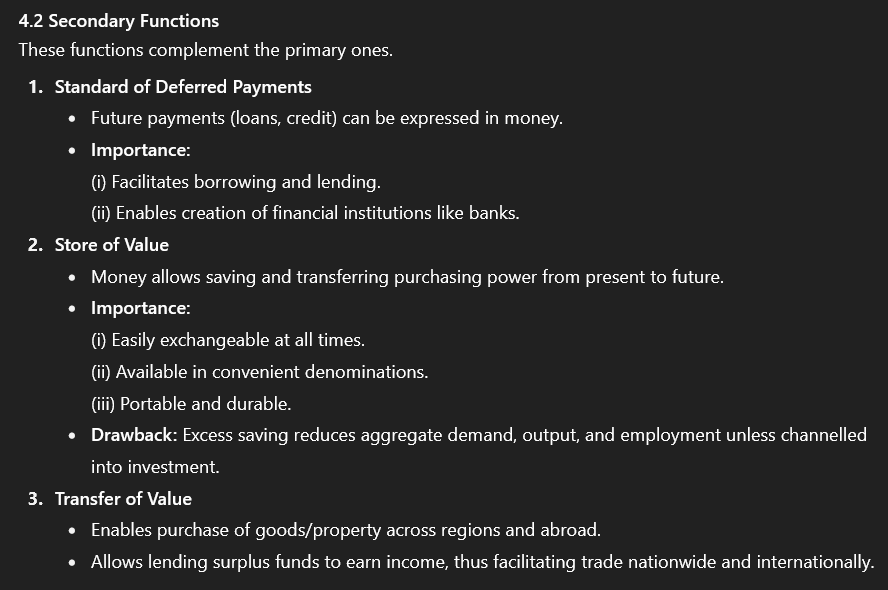 4.2 Secondary Functions
These functions complement the primary ones.
1. Standard of Deferred Payments
• Future payments (loans, credit) can be expressed in money.
• Importance:
(i) Facilitates borrowing and lending.
(ii) Enables creation of financial institutions like banks.
2. Store of Value
• Money allows saving and transferring purchasing power from present to future.
• Importance:
(i) Easily exchangeable at all times.
(ii) Available in convenient denominations.
(iii) Portable and durable.
• Drawback: Excess saving reduces aggregate demand, output, and employment unless channelled
into investment.
3. Transfer of Value
• Enables purchase of goods/property across regions and abroad.
• Allows lending surplus funds to earn income, thus facilitating trade nationwide and internationally.